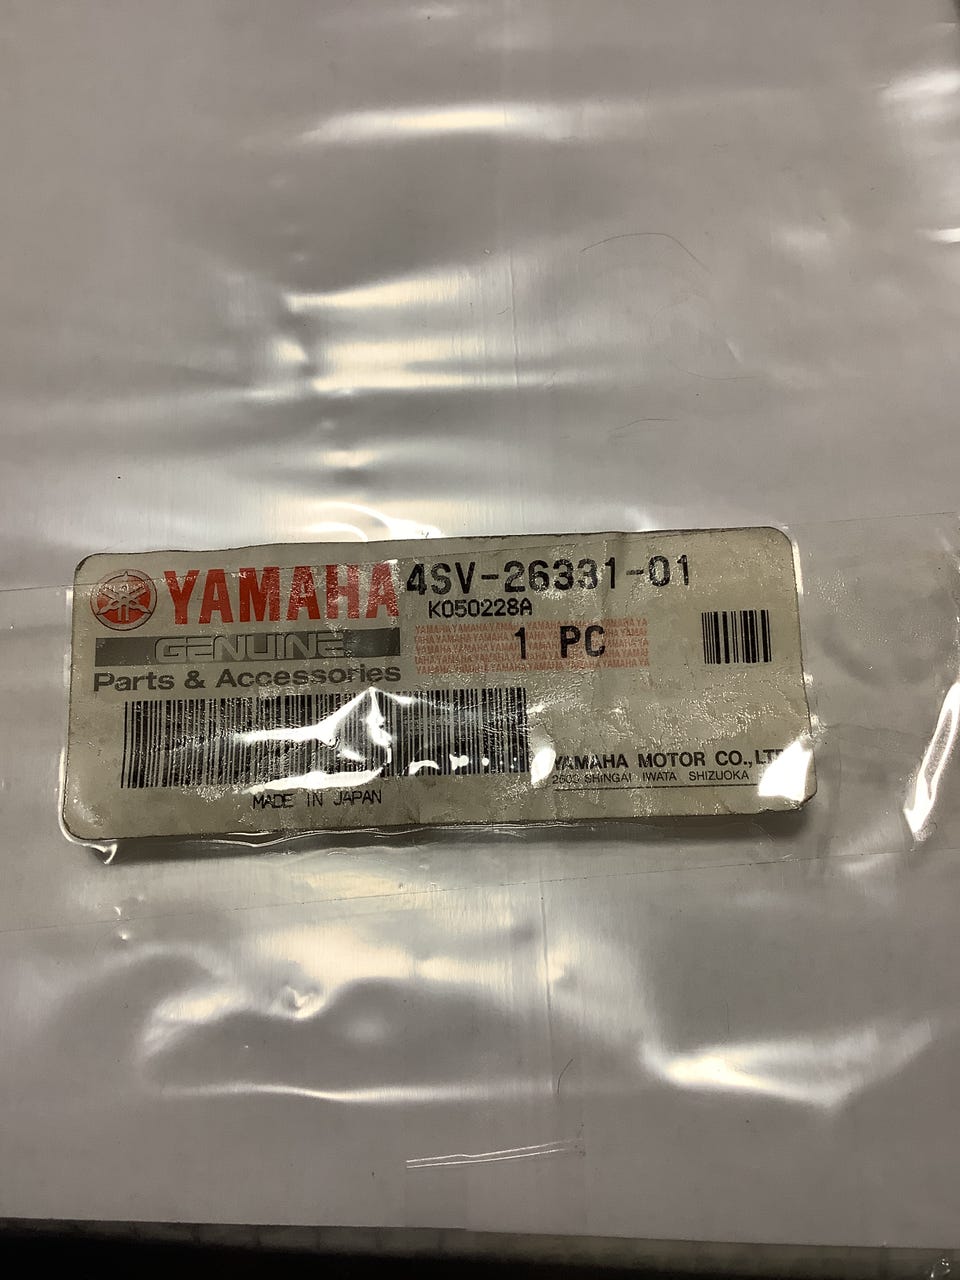 YAMAHA
4SV-26331-01
K050228A
GENUINE
1 PC
Parts & Accessories
YAMAHA MOTOR CO.,LTD
2500 SHINGAI IWATA SHIZUOKA
MADE IN JAPAN